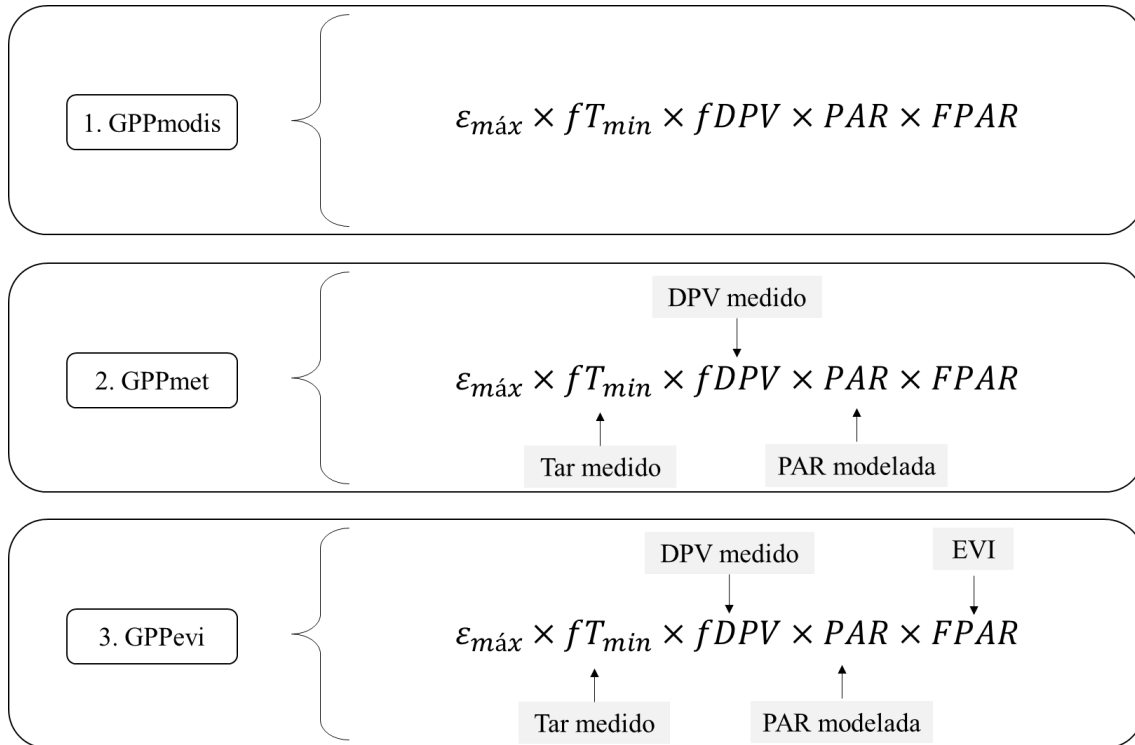 1. GPPmodis
εmáx × fTmin × fDPV × PAR × FPAR
DPV medido
2. GPPmet
εmáx × fTmin × fDPV × PAR × FPAR
Tar medido
PAR modelada
DPV medido
EVI
3. GPPevi
εmáx × fTmin × fDPV × PAR × FPAR
Tar medido
PAR modelada